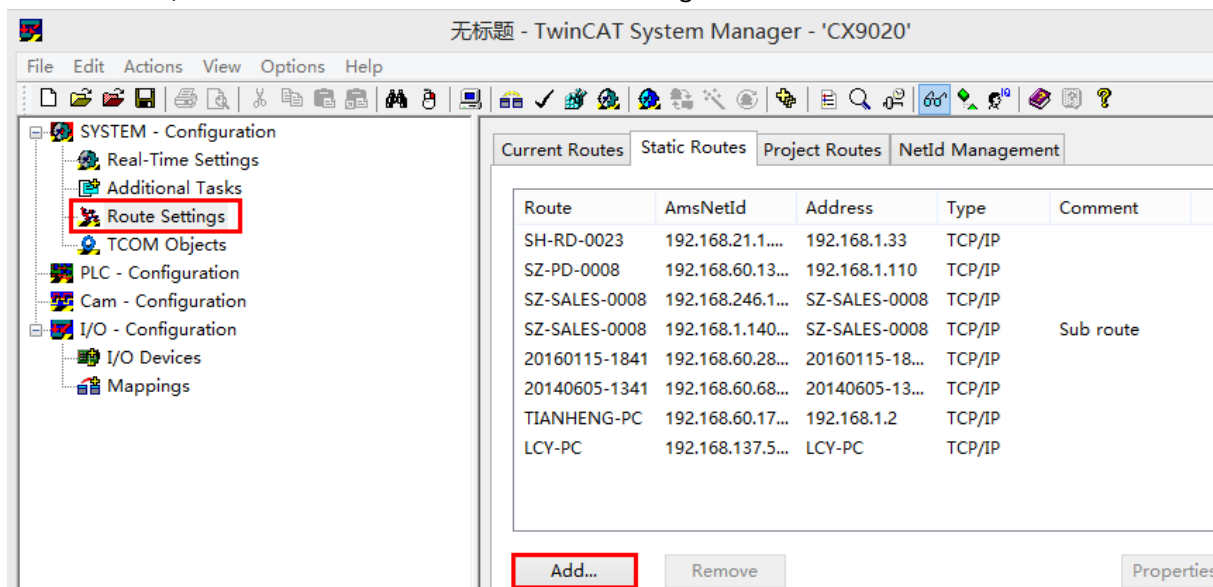 无标题 - TwinCAT System Manager - 'CX9020'
File Edit Actions View Options Help
SYSTEM - Configuration
Real-Time Settings
Additional Tasks
Route Settings
TCOM Objects
PLC - Configuration
Cam - Configuration
I/O - Configuration
I/O Devices
Mappings
Current Routes Static Routes Project Routes NetId Management
Route AmsNetId Address Type Comment
SH-RD-0023 192.168.21.1.... 192.168.1.33 TCP/IP
SZ-PD-0008 192.168.60.13... 192.168.1.110 TCP/IP
SZ-SALES-0008 192.168.246.1... SZ-SALES-0008 TCP/IP
SZ-SALES-0008 192.168.1.140... SZ-SALES-0008 TCP/IP Sub route
20160115-1841 192.168.60.28... 20160115-18... TCP/IP
20140605-1341 192.168.60.68... 20140605-13... TCP/IP
TIANHENG-PC 192.168.60.17... 192.168.1.2 TCP/IP
LCY-PC 192.168.137.5... LCY-PC TCP/IP
Add... Remove Properties